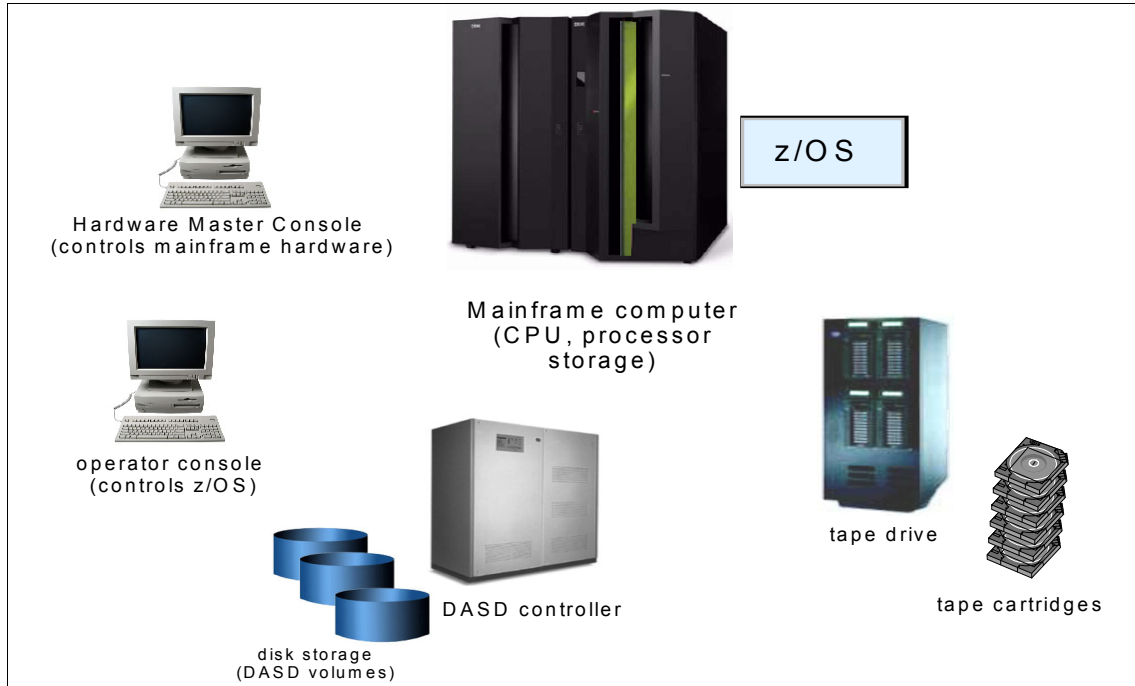 z/OS
Hardware Master Console
(controls mainframe hardware)
Mainframe computer
(CPU, processor
storage)
operator console
(controls z/OS)
tape drive
tape cartridges
DASD controller
disk storage
(DASD volumes)